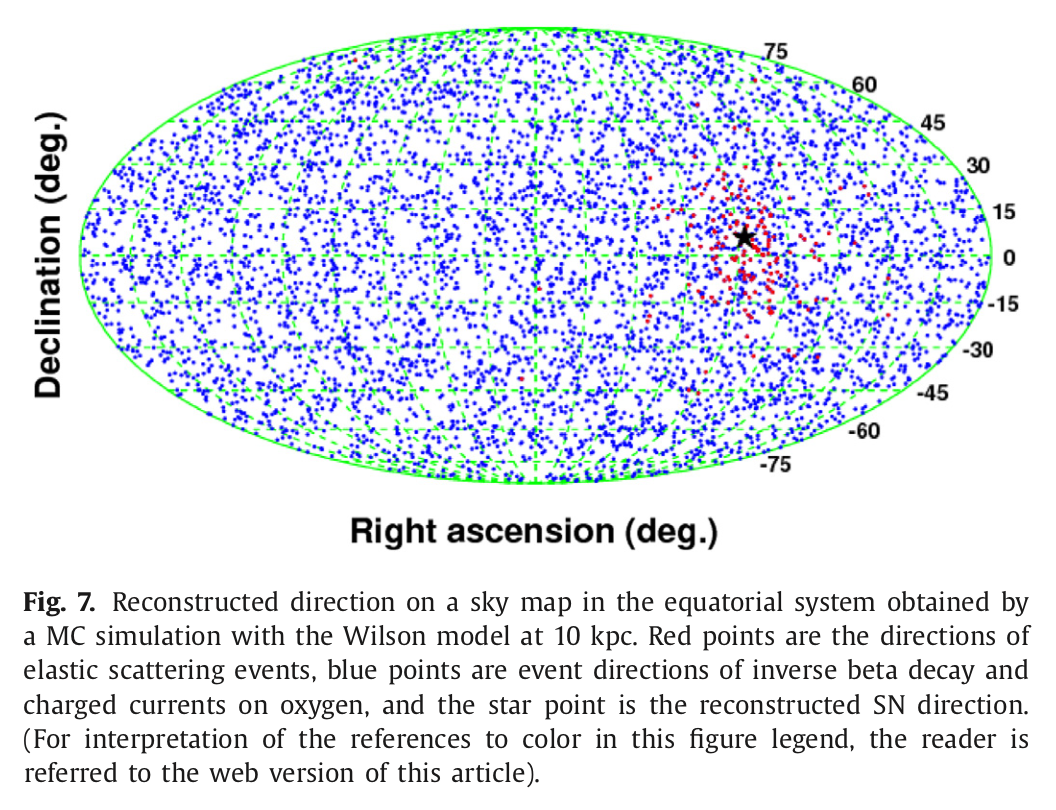 75
60
45
30
15
0
-15
-30
-45
-60
-75
Declination (deg.)
Right ascension (deg.)
Fig. 7. Reconstructed direction on a sky map in the equatorial system obtained by
a MC simulation with the Wilson model at 10 kpc. Red points are the directions of
elastic scattering events, blue points are event directions of inverse beta decay and
charged currents on oxygen, and the star point is the reconstructed SN direction.
(For interpretation of the references to color in this figure legend, the reader is
referred to the web version of this article).